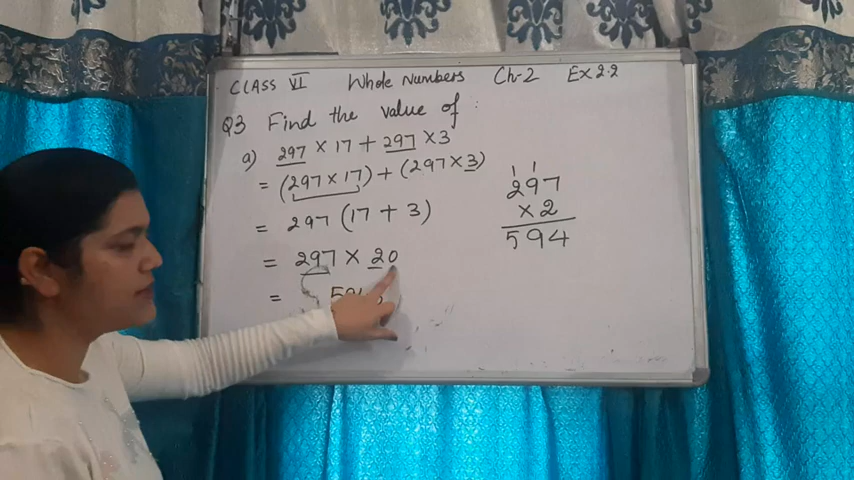 CLASS VI Whole Numbers Ch-2 Ex 2.2
Q3 Find the value of :
a) 297 × 17 + 297 × 3
= (297 × 17) + (297 × 3)
= 297 (17 + 3)
= 297 × 20
=
1 1
297
× 2
594